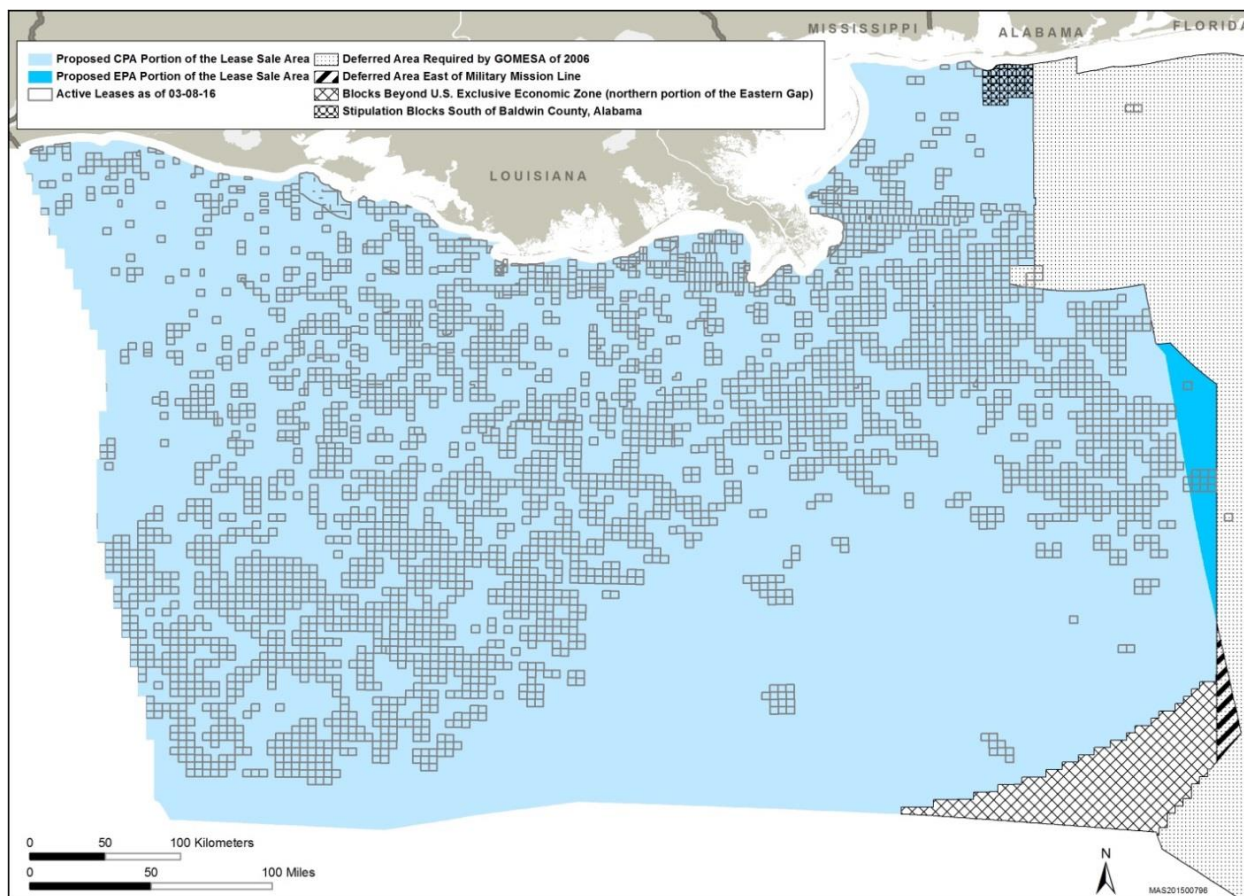 MISSISSIPPI
ALABAMA
FLORIDA
Proposed CPA Portion of the Lease Sale Area
Proposed EPA Portion of the Lease Sale Area
Active Leases as of 03-08-16
Deferred Area Required by GOMESA of 2006
Deferred Area East of Military Mission Line
Blocks Beyond U.S. Exclusive Economic Zone (northern portion of the Eastern Gap)
Stipulation Blocks South of Baldwin County, Alabama
LOUISIANA
0 50 100 Kilometers
0 50 100 Miles
N
MAS201500796